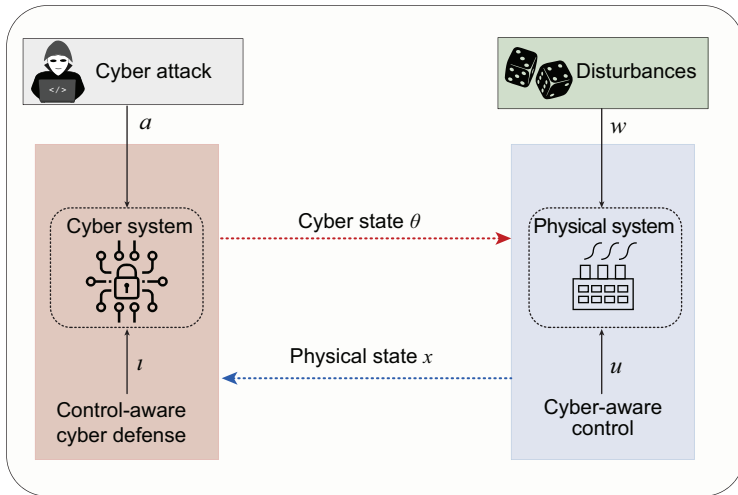 Cyber attack
Disturbances
</>
a
w
Cyber system
Cyber state θ
Physical system
Physical state x
ı
u
Control-aware
cyber defense
Cyber-aware
control